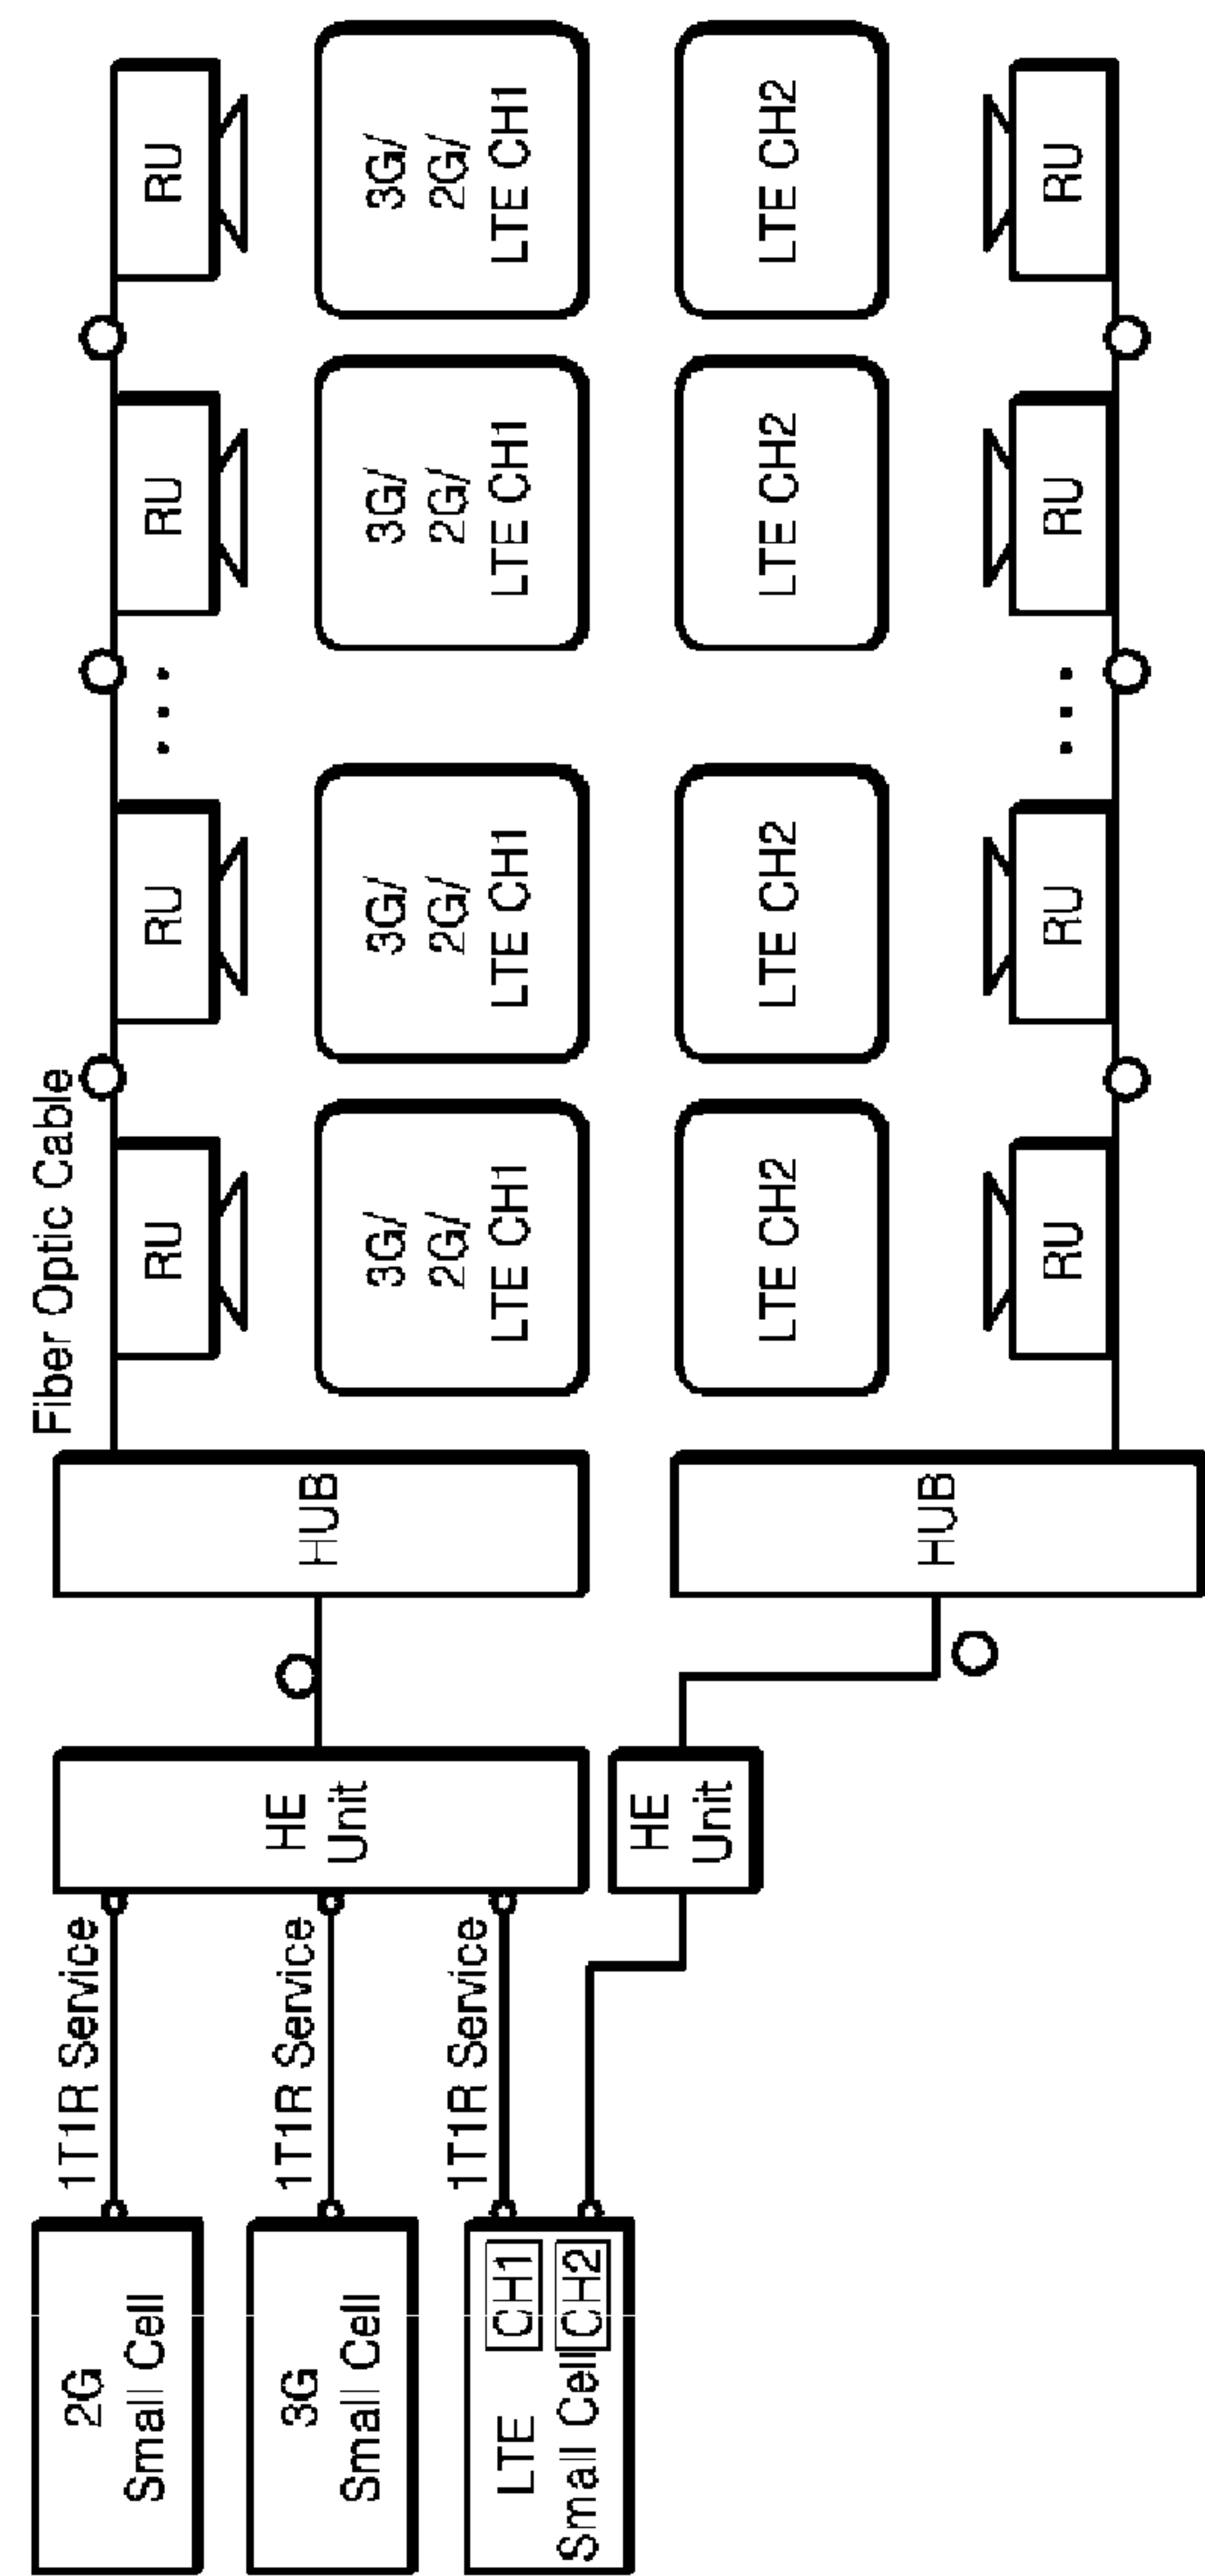 2G
Small Cell
3G
Small Cell
LTE
Small Cell
CH1
CH2
1T1R Service
1T1R Service
1T1R Service
HE
Unit
HE
Unit
HUB
HUB
Fiber Optic Cable
RU
RU
RU
RU
3G/
2G/
LTE CH1
3G/
2G/
LTE CH1
3G/
2G/
LTE CH1
3G/
2G/
LTE CH1
LTE CH2
LTE CH2
LTE CH2
LTE CH2
RU
RU
RU
RU